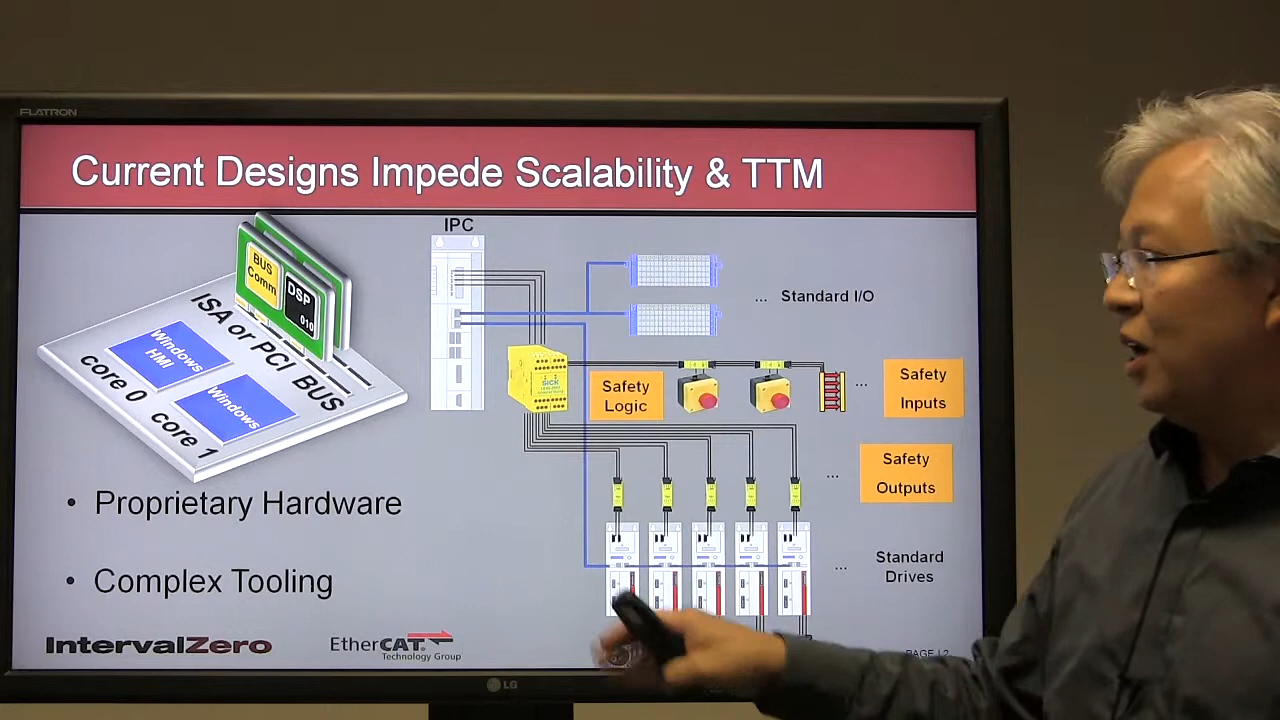 FLATRON
Current Designs Impede Scalability & TTM
IPC
BUS
Comm
DSP
010
ISA or PCI BUS
Windows
HMI
Windows
core 0
core 1
... Standard I/O
SICK
Safety
Logic
... Safety
Inputs
... Safety
Outputs
... Standard
Drives
• Proprietary Hardware
• Complex Tooling
IntervalZero
EtherCAT
Technology Group
LG